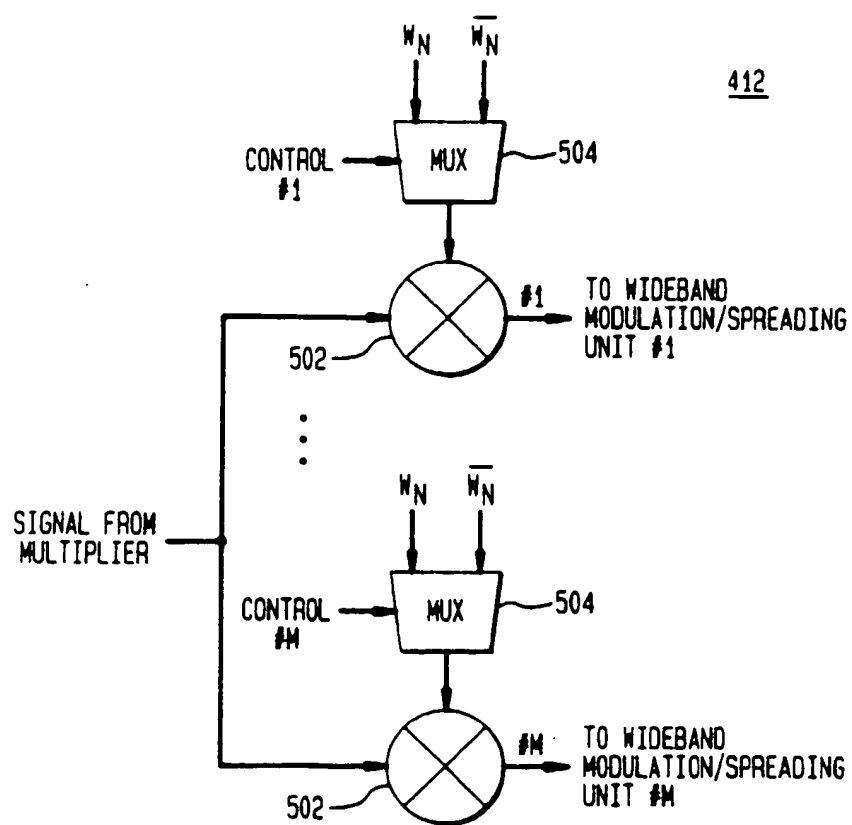 W_N  W̅_N
412
CONTROL #1
MUX
504
502
#1
TO WIDEBAND
MODULATION/SPREADING
UNIT #1
W_N  W̅_N
SIGNAL FROM
MULTIPLIER
CONTROL
#M
MUX
504
502
#M
TO WIDEBAND
MODULATION/SPREADING
UNIT #M